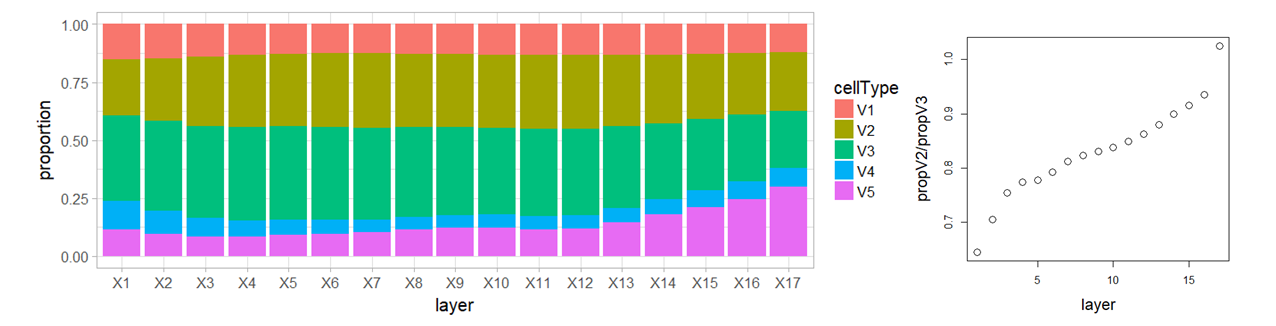 1.00
0.75
0.50
0.25
0.00
proportion
X1 X2 X3 X4 X5 X6 X7 X8 X9 X10 X11 X12 X13 X14 X15 X16 X17
layer
cellType
V1
V2
V3
V4
V5
propV2/propV3
1.0
0.9
0.8
0.7
5 10 15
layer